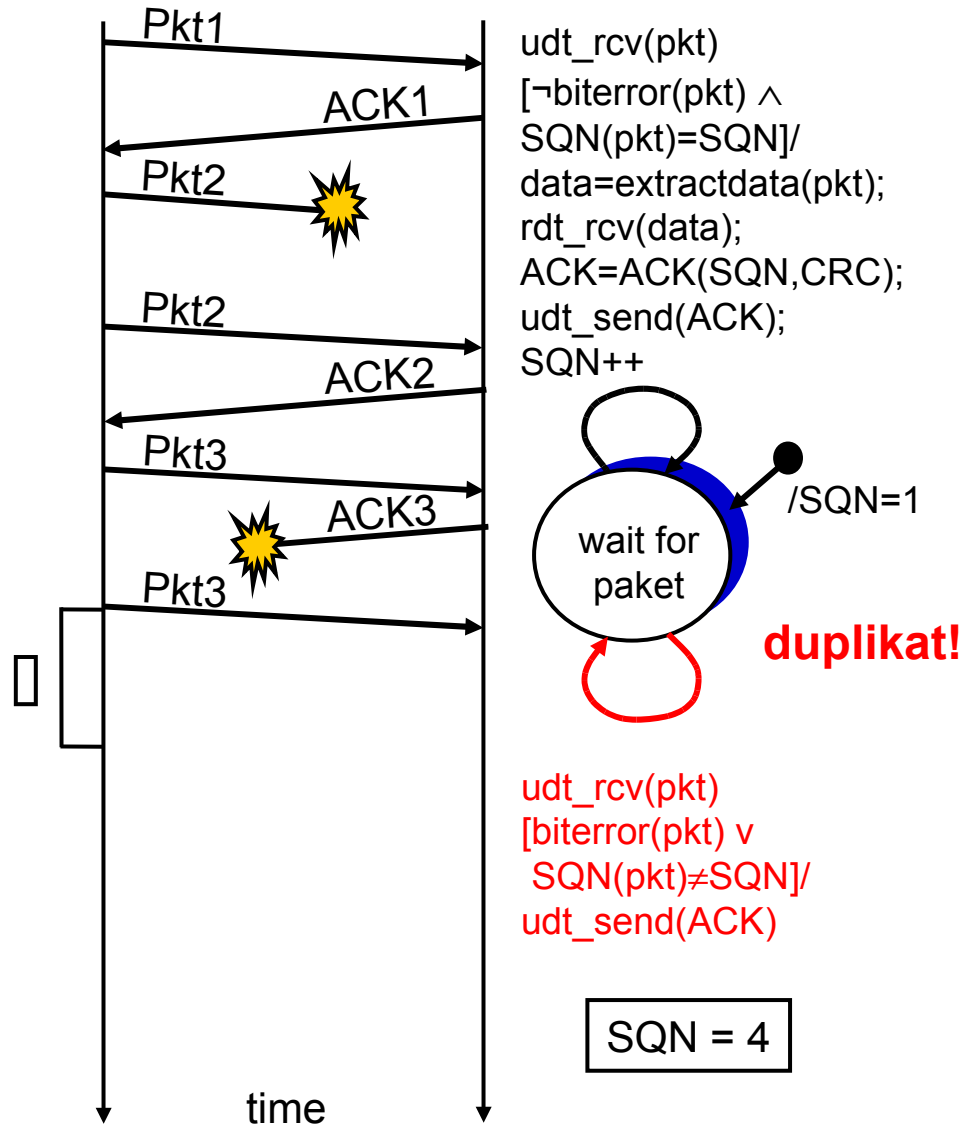 Pkt1
ACK1
Pkt2
Pkt2
ACK2
Pkt3
ACK3
Pkt3
time
udt_rcv(pkt)
[¬biterror(pkt) ∧
SQN(pkt)=SQN]/
data=extractdata(pkt);
rdt_rcv(data);
ACK=ACK(SQN,CRC);
udt_send(ACK);
SQN++
/SQN=1
wait for
paket
duplikat!
udt_rcv(pkt)
[biterror(pkt) v
SQN(pkt)≠SQN]/
udt_send(ACK)
SQN = 4